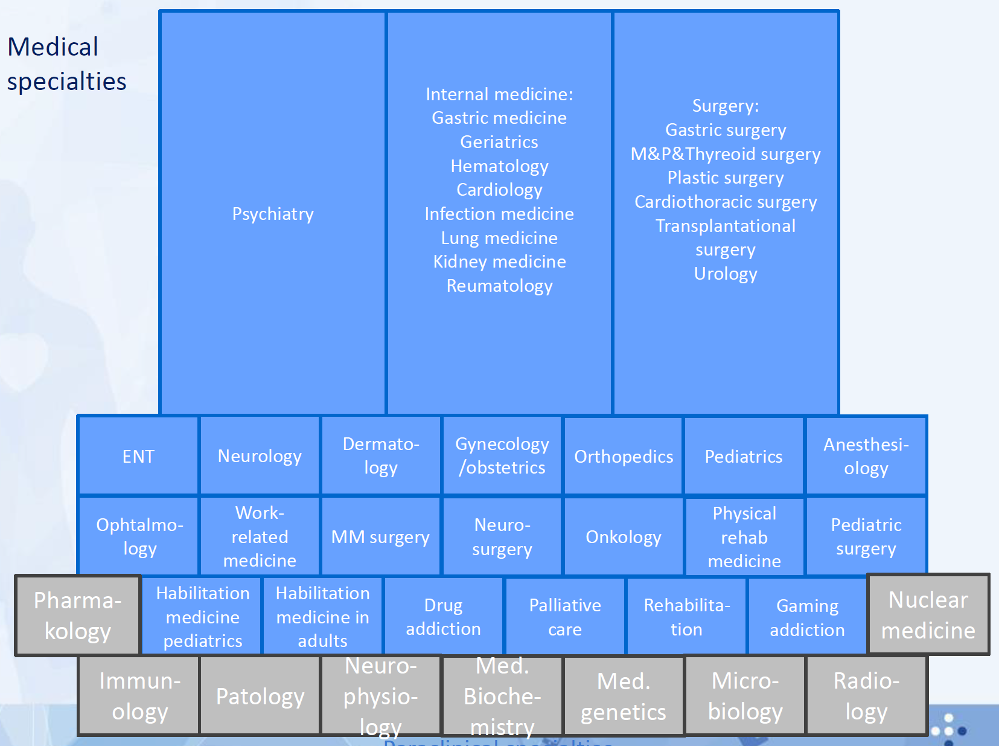 Medical
specialties
Psychiatry
Internal medicine:
Gastric medicine
Geriatrics
Hematology
Cardiology
Infection medicine
Lung medicine
Kidney medicine
Reumatology
Surgery:
Gastric surgery
M&P&Thyreoid surgery
Plastic surgery
Cardiothoracic surgery
Transplantational
surgery
Urology
ENT
Neurology
Dermato-
logy
Gynecology
/obstetrics
Orthopedics
Pediatrics
Anesthesi-
ology
Ophtalmo-
logy
Work-
related
medicine
MM surgery
Neuro-
surgery
Onkology
Physical
rehab
medicine
Pediatric
surgery
Pharma-
kology
Habilitation
medicine
pediatrics
Habilitation
medicine in
adults
Drug
addiction
Palliative
care
Rehabilita-
tion
Gaming
addiction
Nuclear
medicine
Immun-
ology
Patology
Neuro-
physio-
logy
Med.
Bioche-
mistry
Med.
genetics
Micro-
biology
Radio-
logy
Paraclinical specialties